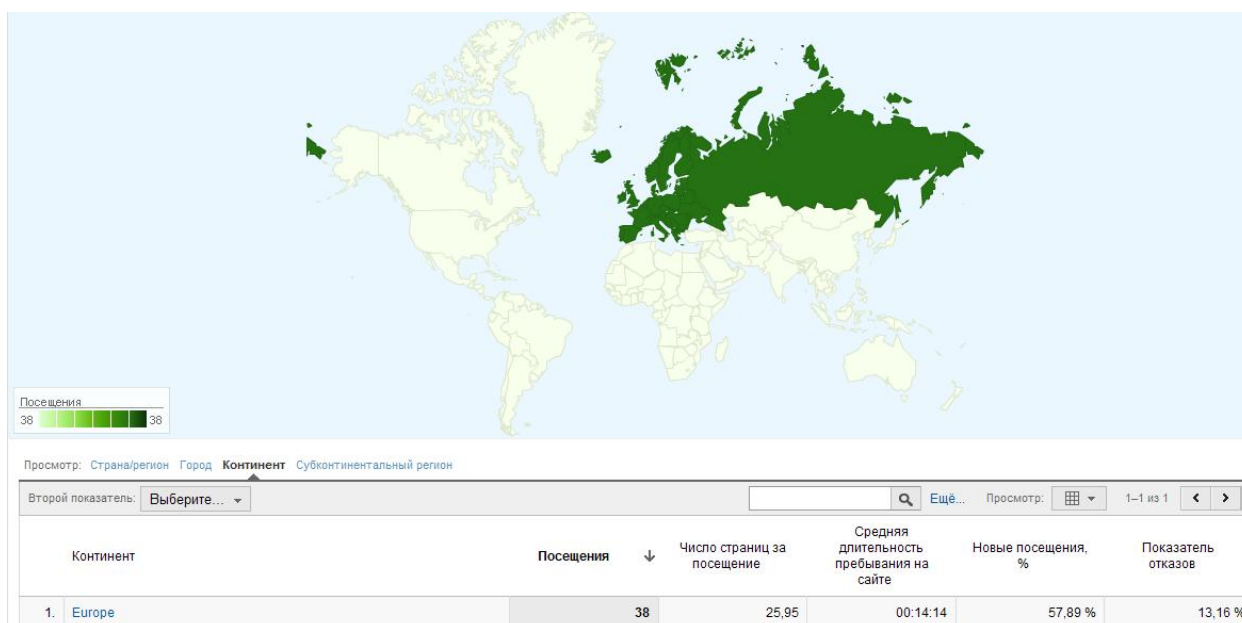 Посещения
38 38
Просмотр: Страна/регион Город Континент Субконтинентальный регион
Второй показатель: Выберите... Ещё... Просмотр: 1–1 из 1
Континент Посещения Число страниц за посещение Средняя длительность пребывания на сайте Новые посещения, % Показатель отказов
1. Europe 38 25,95 00:14:14 57,89 % 13,16 %